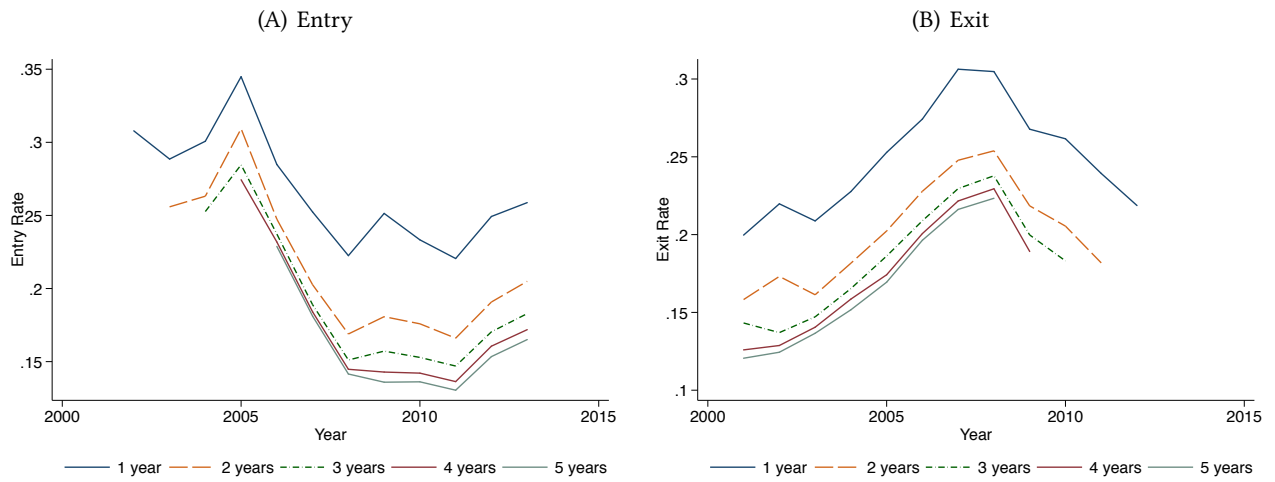 (A) Entry
.35
.3
.25
.2
.15
Entry Rate
2000 2005 2010 2015
Year
1 year 2 years 3 years 4 years 5 years
(B) Exit
.3
.25
.2
.15
.1
Exit Rate
2000 2005 2010 2015
Year
1 year 2 years 3 years 4 years 5 years